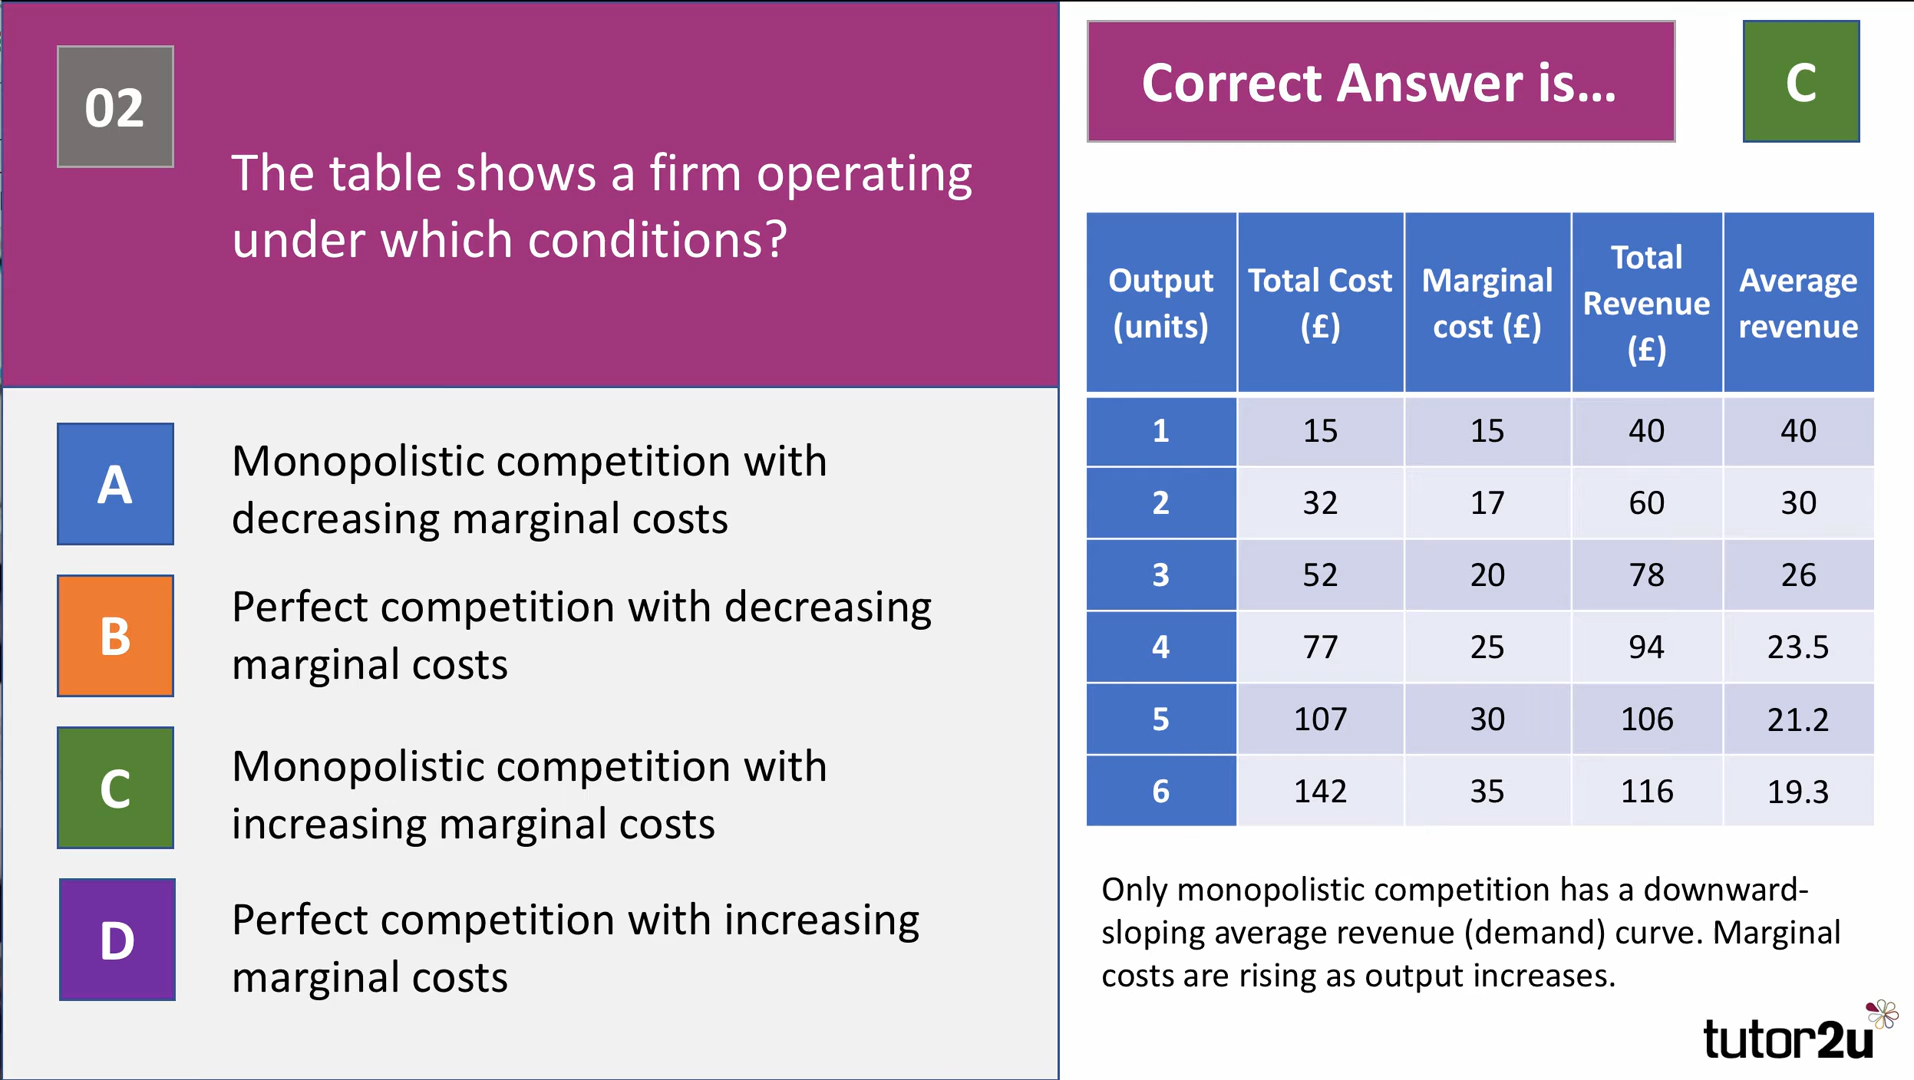 02
The table shows a firm operating
under which conditions?
A
Monopolistic competition with
decreasing marginal costs
B
Perfect competition with decreasing
marginal costs
C
Monopolistic competition with
increasing marginal costs
D
Perfect competition with increasing
marginal costs
Correct Answer is...
C
Output (units) Total Cost (£) Marginal cost (£) Total Revenue (£) Average revenue
1 15 15 40 40
2 32 17 60 30
3 52 20 78 26
4 77 25 94 23.5
5 107 30 106 21.2
6 142 35 116 19.3
Only monopolistic competition has a downward-
sloping average revenue (demand) curve. Marginal
costs are rising as output increases.
tutor2u